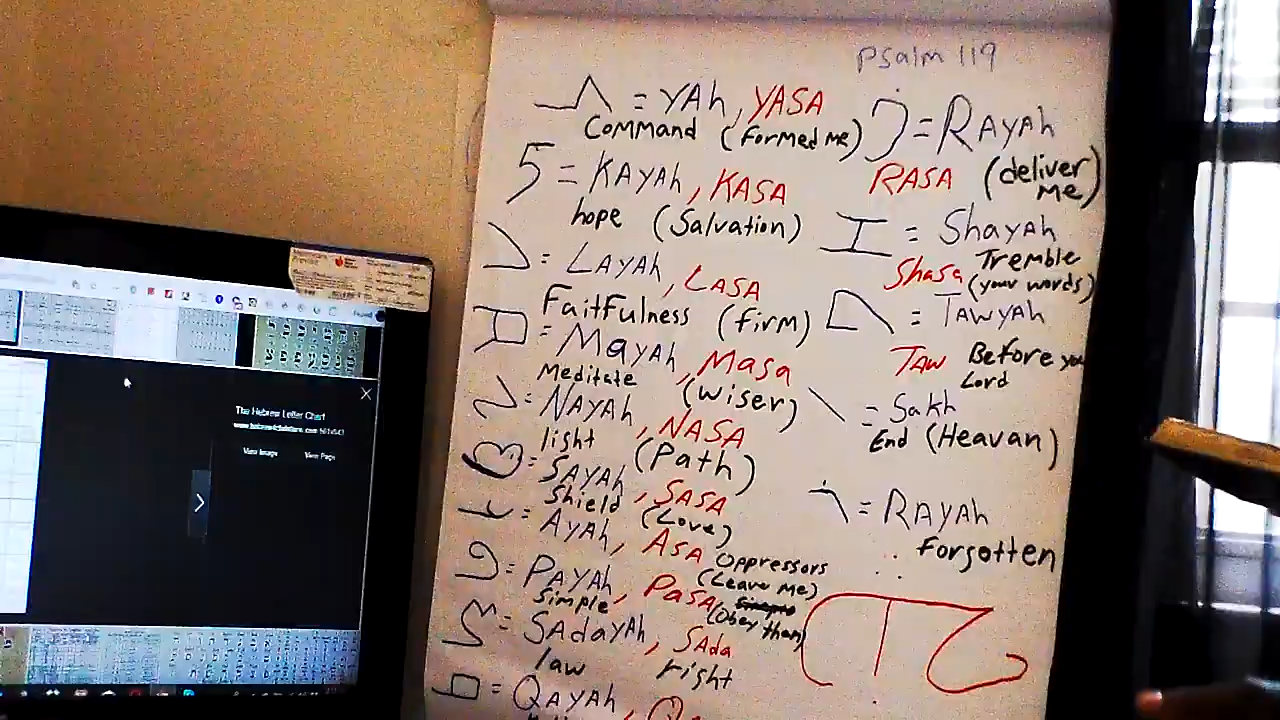 Psalm 119
= YAh, YASA
Command (formed me)
5 = KAYAh, KASA
hope (Salvation)
= LAYAh, LASA
Faitfulness (firm)
= MAYAh, Masa
Meditate (wiser)
= NAYAh, NASA
light (Path)
= SAYAh, SASA
Shield (Love)
= AYAh, ASA Oppressors
(Leave me)
= PAYAh, PASA
Simple (Obey them)
= SAdaYAh, SAda
law right
= QAYAh, Q
= RAYAh
RASA (deliver me)
I = ShaYAh
Tremble
Shasa (your words)
= TAWYAh
TAW Before you
Lord
\ = SaKh
End (Heavan)
= RAYAh
forgotten
The Hebrew Letter Chart
View Image View Page